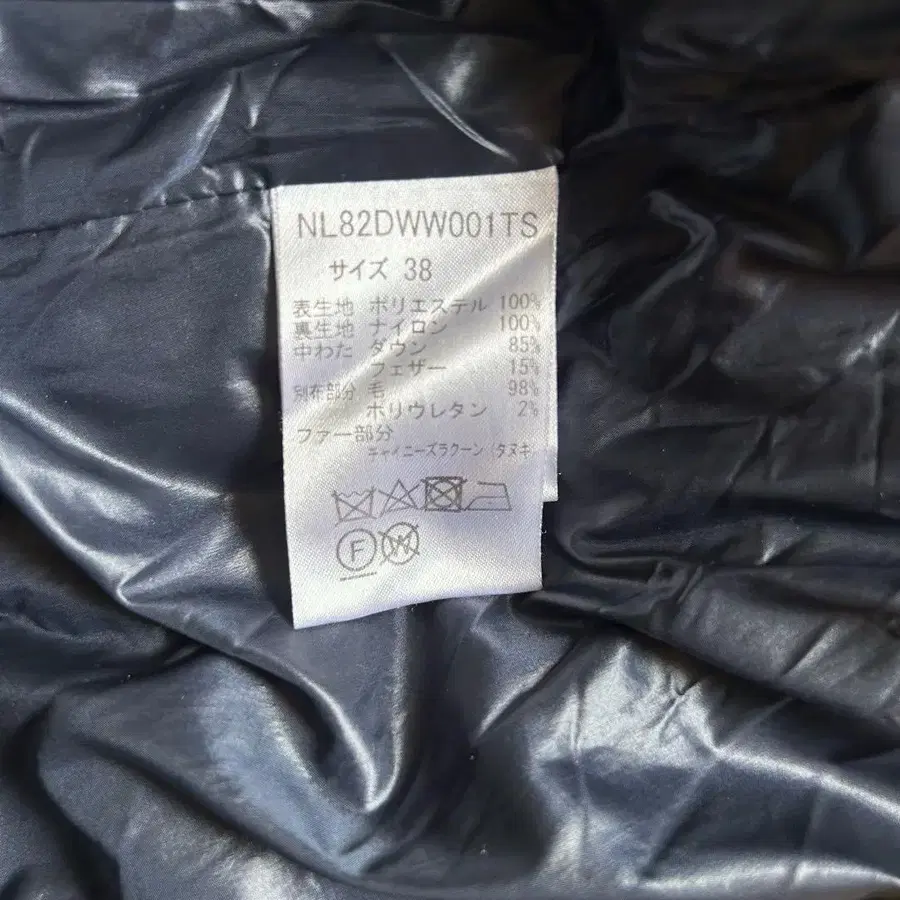 NL82DWW001TS
サイズ 38
表生地 ポリエステル 100%
裏生地 ナイロン 100%
中わた ダウン 85%
フェザー 15%
別布部分 毛 98%
ポリウレタン 2%
ファー部分
チャイニーズラクーン (タヌキ
F W